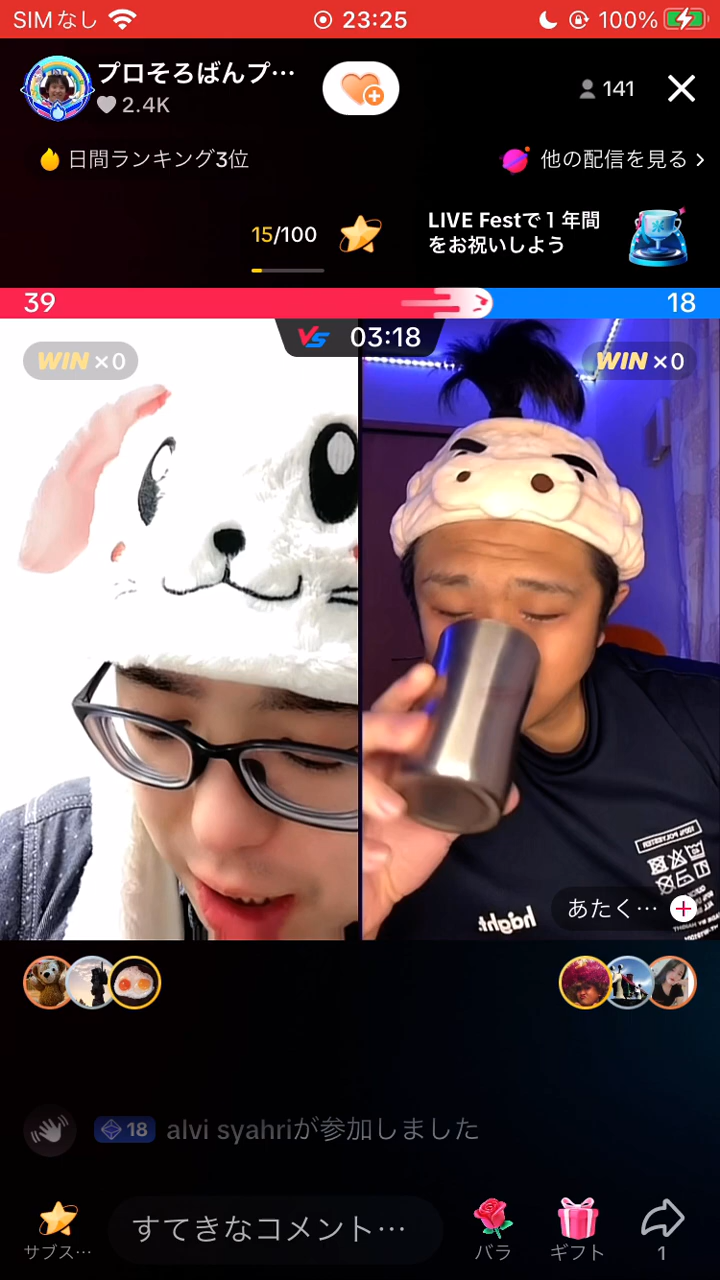 SIMなし 23:25 100%
プロそろばんプ…
2.4K
141
日間ランキング3位
他の配信を見る
15/100
LIVE Festで1年間
をお祝いしよう
39
18
VS 03:18
WIN ×0
WIN ×0
100% POLYESTER
height.
あたく…
18 alvi syahriが参加しました
サブス…
すてきなコメント…
バラ
ギフト
1